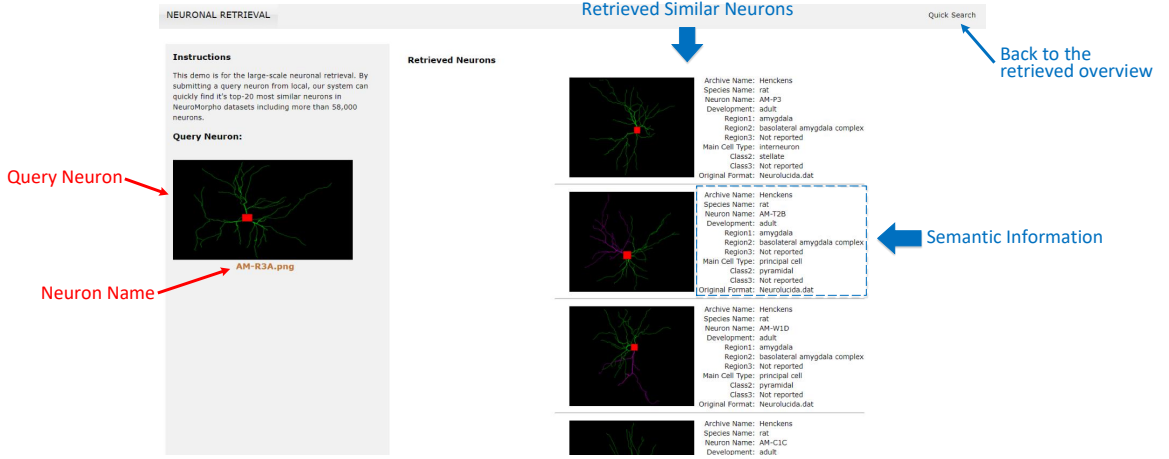 Retrieved Similar Neurons
NEURONAL RETRIEVAL
Quick Search
Back to the
retrieved overview
Instructions
This demo is for the large-scale neuronal retrieval. By
submitting a query neuron from local, our system can
quickly find it's top-20 most similar neurons in
NeuroMorpho datasets including more than 58,000
neurons.
Query Neuron:
Query Neuron
AM-R3A.png
Neuron Name
Retrieved Neurons
Archive Name: Henckens
Species Name: rat
Neuron Name: AM-P3
Development: adult
Region1: amygdala
Region2: basolateral amygdala complex
Region3: Not reported
Main Cell Type: interneuron
Class2: stellate
Class3: Not reported
Original Format: Neurolucida.dat
Archive Name: Henckens
Species Name: rat
Neuron Name: AM-T2B
Development: adult
Region1: amygdala
Region2: basolateral amygdala complex
Region3: Not reported
Main Cell Type: principal cell
Class2: pyramidal
Class3: Not reported
Original Format: Neurolucida.dat
Semantic Information
Archive Name: Henckens
Species Name: rat
Neuron Name: AM-W1D
Development: adult
Region1: amygdala
Region2: basolateral amygdala complex
Region3: Not reported
Main Cell Type: principal cell
Class2: pyramidal
Class3: Not reported
Original Format: Neurolucida.dat
Archive Name: Henckens
Species Name: rat
Neuron Name: AM-C1C
Development: adult